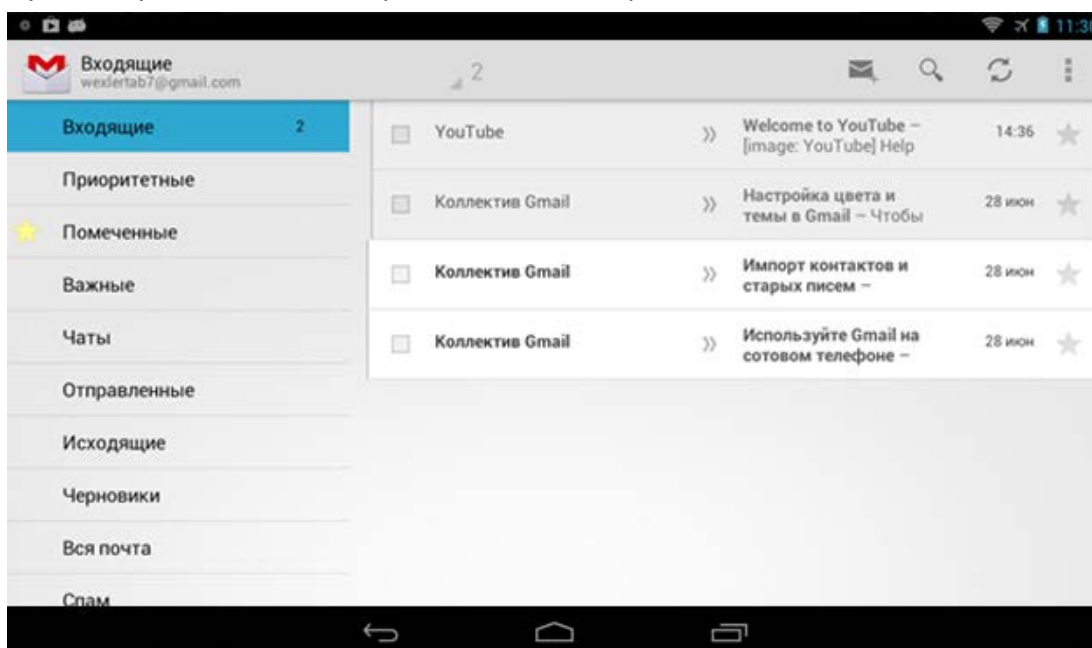 11:30
Входящие
wexlertab7@gmail.com
2
Входящие 2
Приоритетные
Помеченные
Важные
Чаты
Отправленные
Исходящие
Черновики
Вся почта
Спам
YouTube » Welcome to YouTube – 14:36
[image: YouTube] Help
Коллектив Gmail » Настройка цвета и 28 июн
темы в Gmail – Чтобы
Коллектив Gmail » Импорт контактов и 28 июн
старых писем –
Коллектив Gmail » Используйте Gmail на 28 июн
сотовом телефоне –